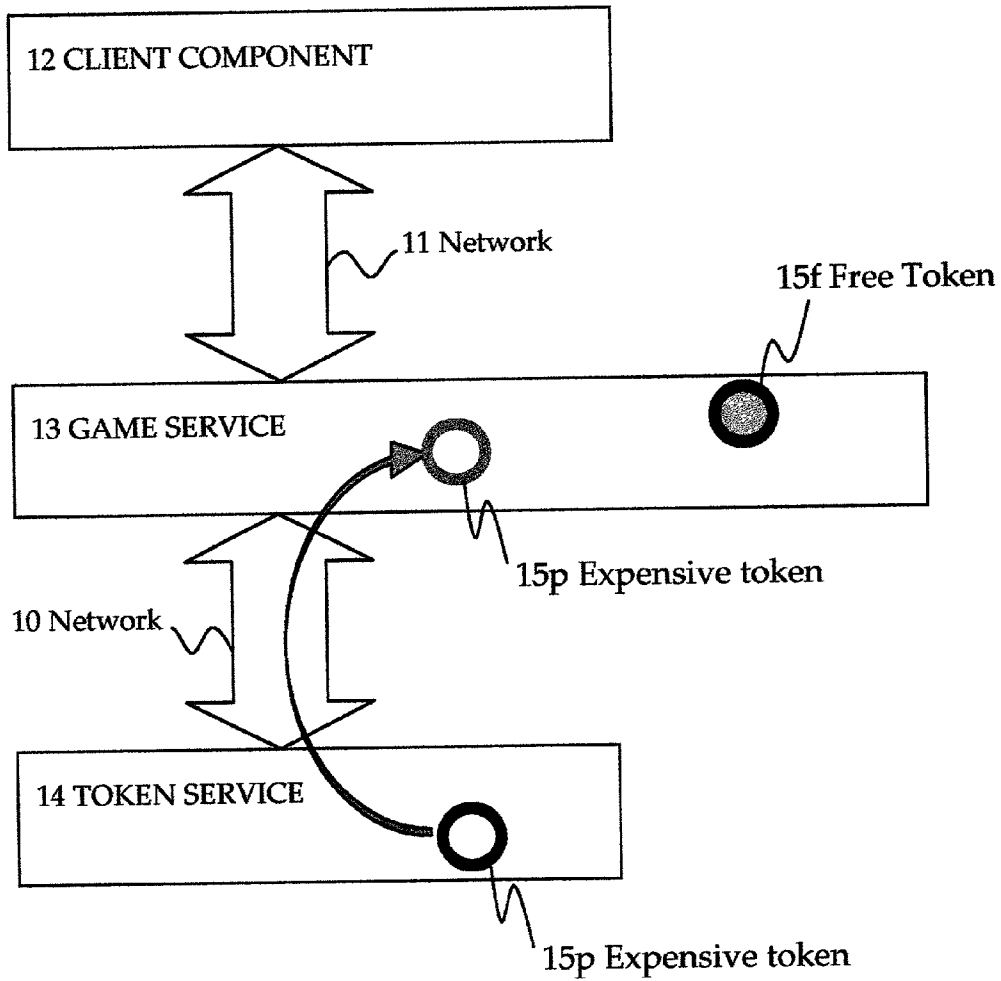 12 CLIENT COMPONENT
11 Network
15f Free Token
13 GAME SERVICE
15p Expensive token
10 Network
14 TOKEN SERVICE
15p Expensive token